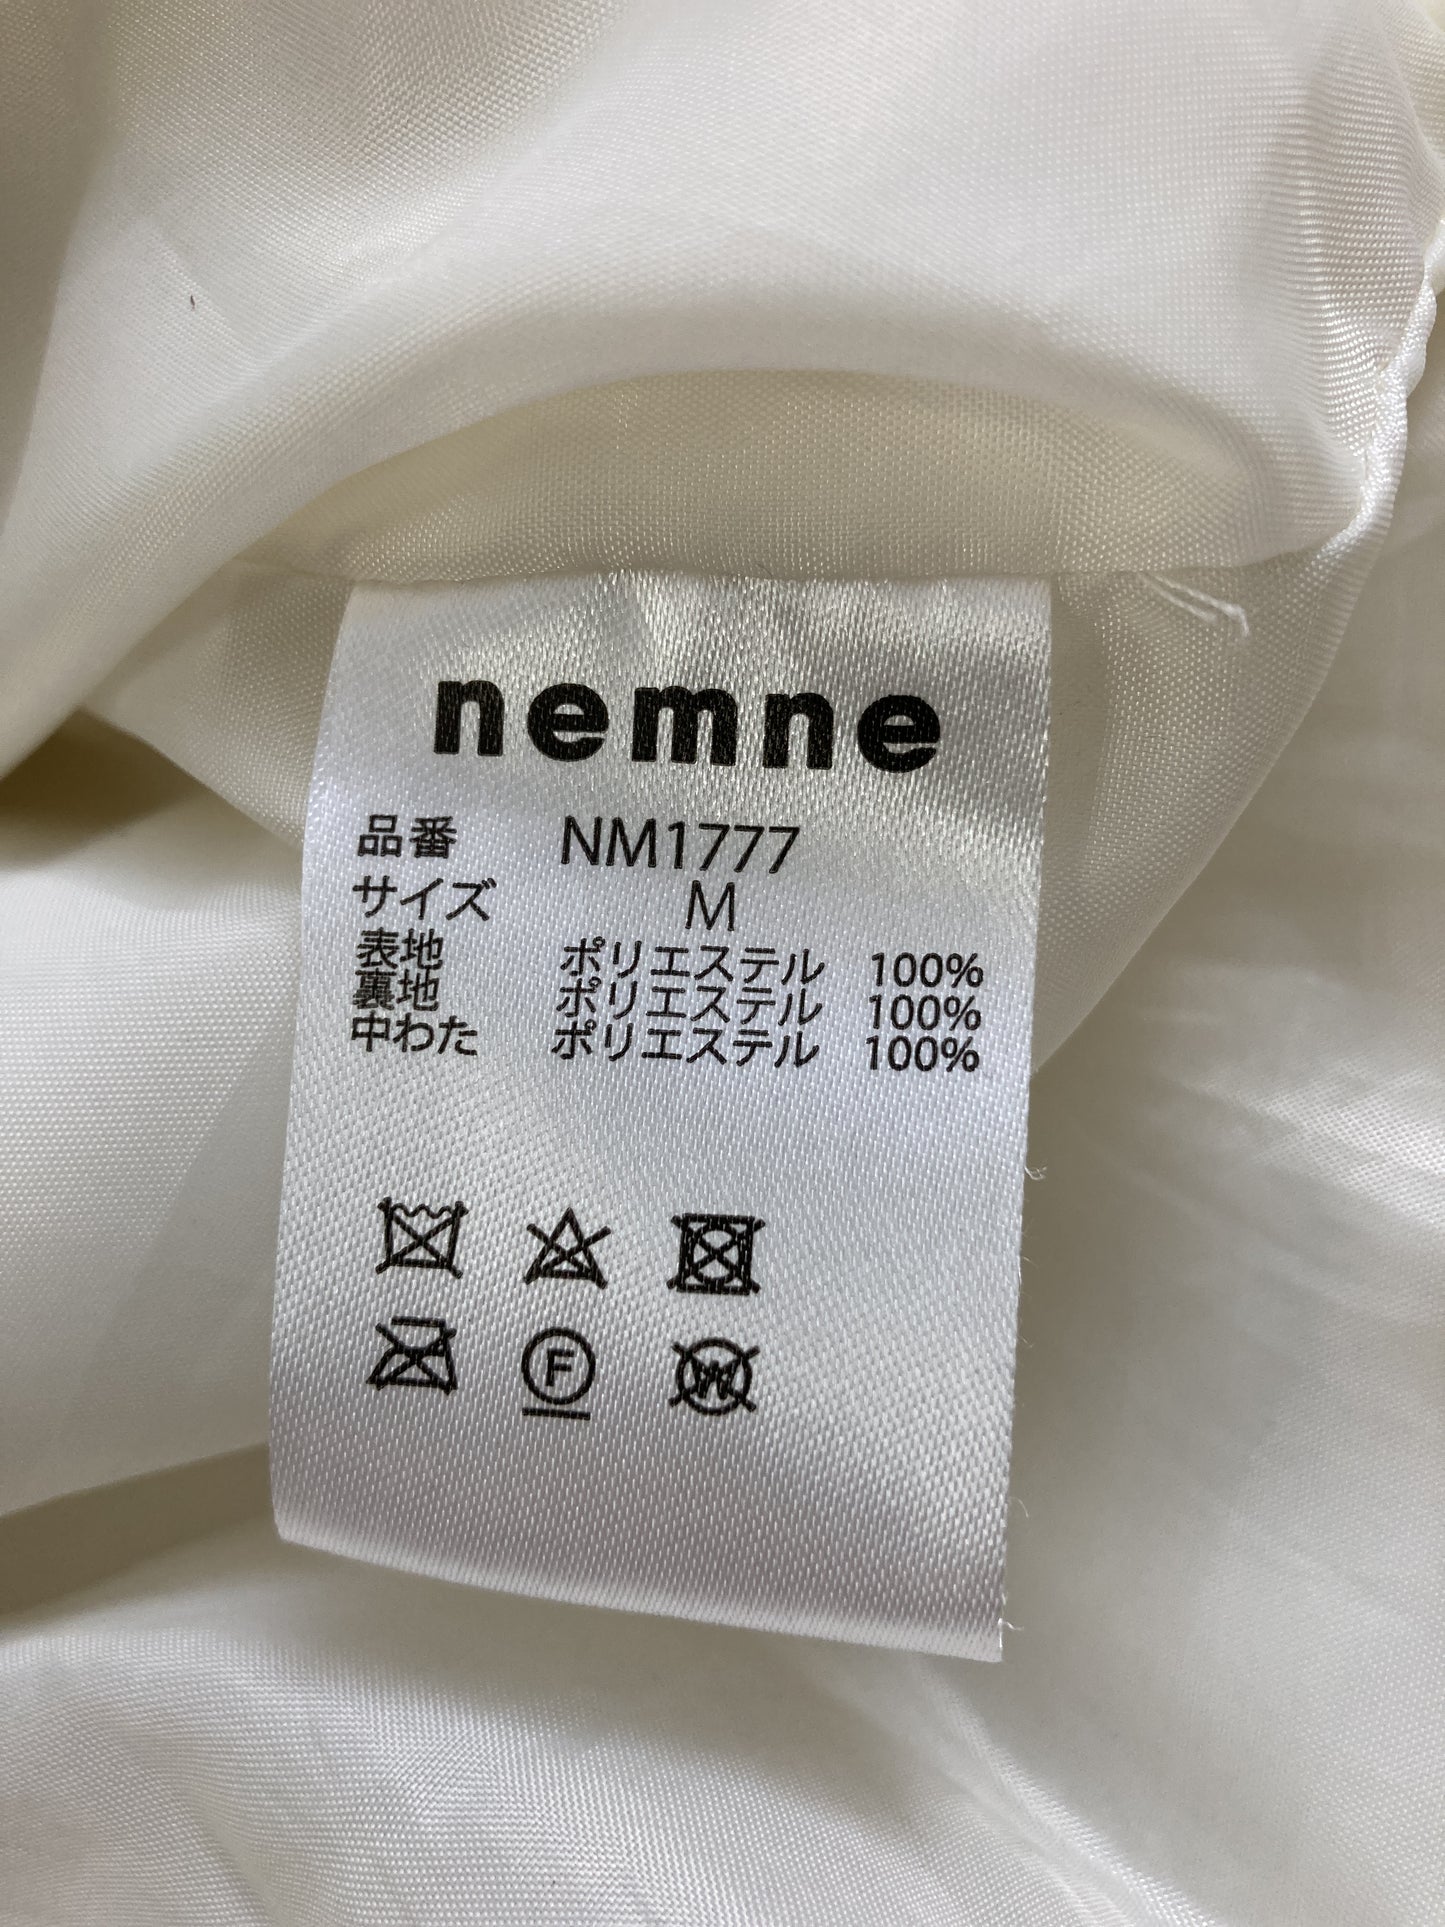 nemne
品番 NM1777
サイズ M
表地 ポリエステル 100%
裏地 ポリエステル 100%
中わた ポリエステル 100%
F
W